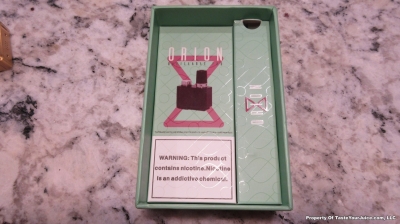 ORION
ORION
WARNING: This product
contains nicotine. Nicotine
is an addictive chemical.
Property Of TasteYourJuice.com, LLC.